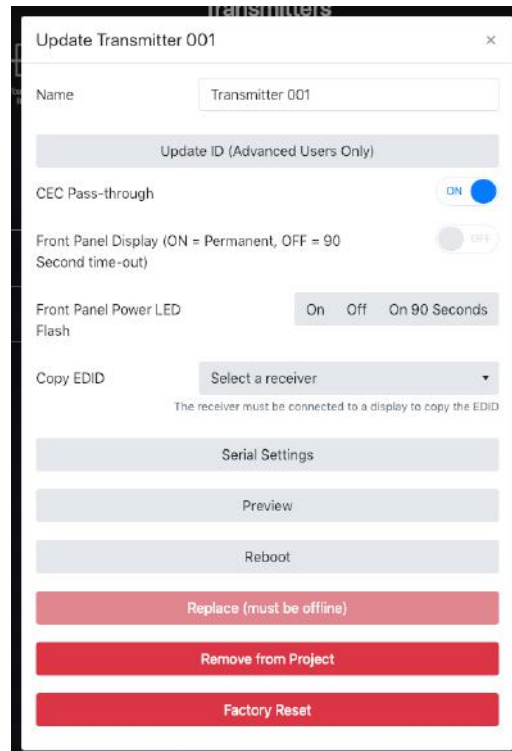 Transmitters
Update Transmitter 001
×
Name
Transmitter 001
Update ID (Advanced Users Only)
CEC Pass-through
ON
Front Panel Display (ON = Permanent, OFF = 90
Second time-out)
OFF
Front Panel Power LED
Flash
On Off On 90 Seconds
Copy EDID
Select a receiver
The receiver must be connected to a display to copy the EDID
Serial Settings
Preview
Reboot
Replace (must be offline)
Remove from Project
Factory Reset